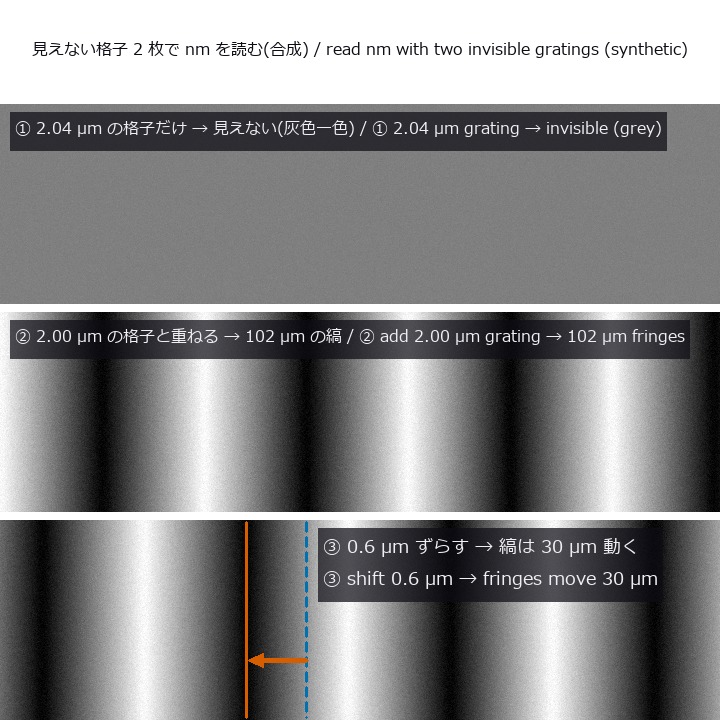 見えない格子 2 枚で nm を読む(合成) / read nm with two invisible gratings (synthetic)
① 2.04 µm の格子だけ → 見えない(灰色一色) / ① 2.04 µm grating → invisible (grey)
② 2.00 µm の格子と重ねる → 102 µm の縞 / ② add 2.00 µm grating → 102 µm fringes
③ 0.6 µm ずらす → 縞は 30 µm 動く
③ shift 0.6 µm → fringes move 30 µm